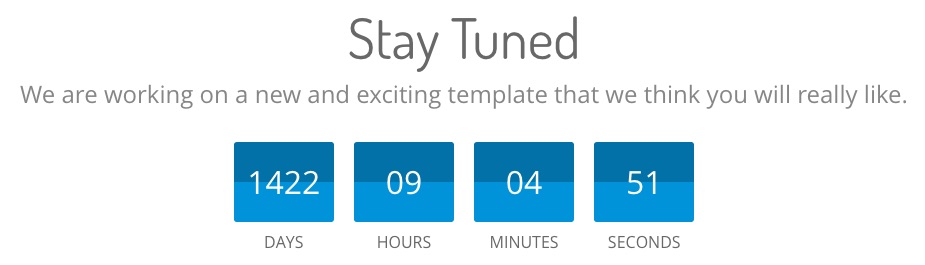 Stay Tuned
We are working on a new and exciting template that we think you will really like.
1422 09 04 51
DAYS HOURS MINUTES SECONDS